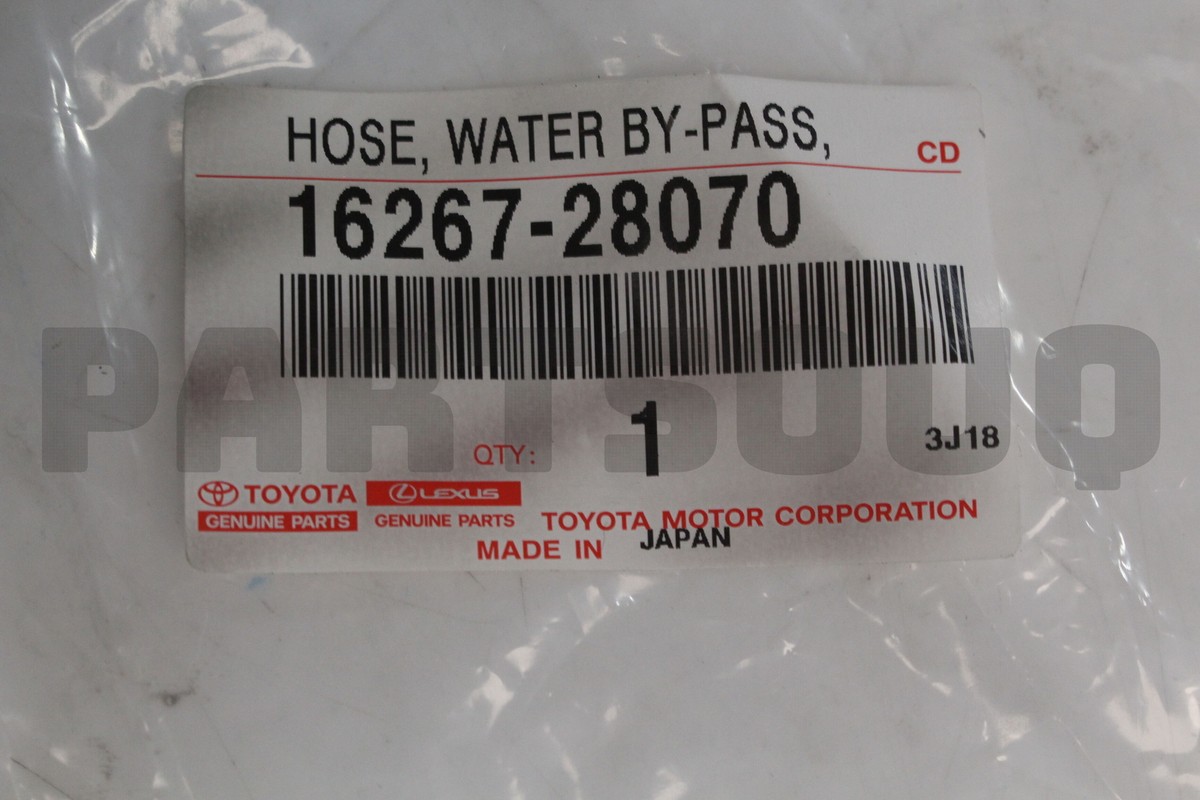 HOSE, WATER BY-PASS,
CD
16267-28070
PARTSOUQ
QTY: 1
3J18
TOYOTA LEXUS
GENUINE PARTS GENUINE PARTS
TOYOTA MOTOR CORPORATION
MADE IN JAPAN